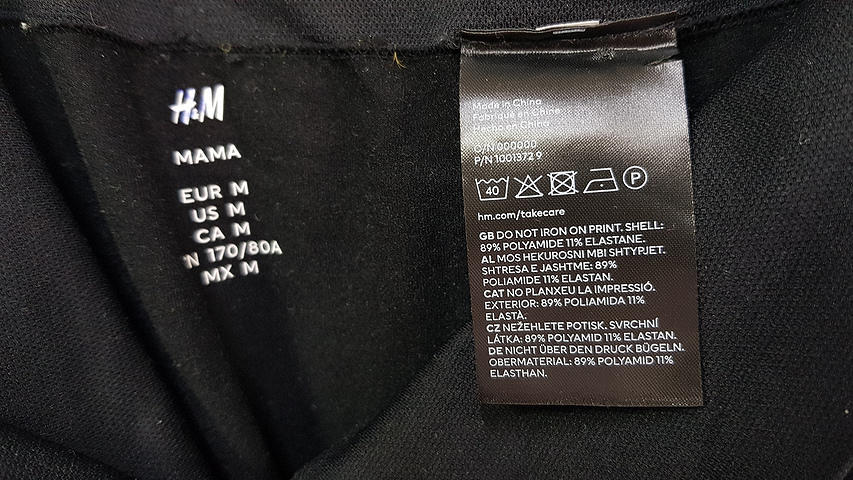 H&M
MAMA
EUR M
US M
CA M
N 170/80A
MX M
Made in China
Fabriqué en Chine
Hecho en China
O/N 000000
P/N 1001372 9
40
P
hm.com/takecare
GB DO NOT IRON ON PRINT. SHELL:
89% POLYAMIDE 11% ELASTANE.
AL MOS HEKUROSNI MBI SHTYPJET.
SHTRESA E JASHTME: 89%
POLIAMIDE 11% ELASTAN.
CAT NO PLANXEU LA IMPRESSIÓ.
EXTERIOR: 89% POLIAMIDA 11%
ELASTÀ.
CZ NEŽEHLETE POTISK. SVRCHNÍ
LÁTKA: 89% POLYAMID 11% ELASTAN.
DE NICHT ÜBER DEN DRUCK BÜGELN.
OBERMATERIAL: 89% POLYAMID 11%
ELASTHAN.